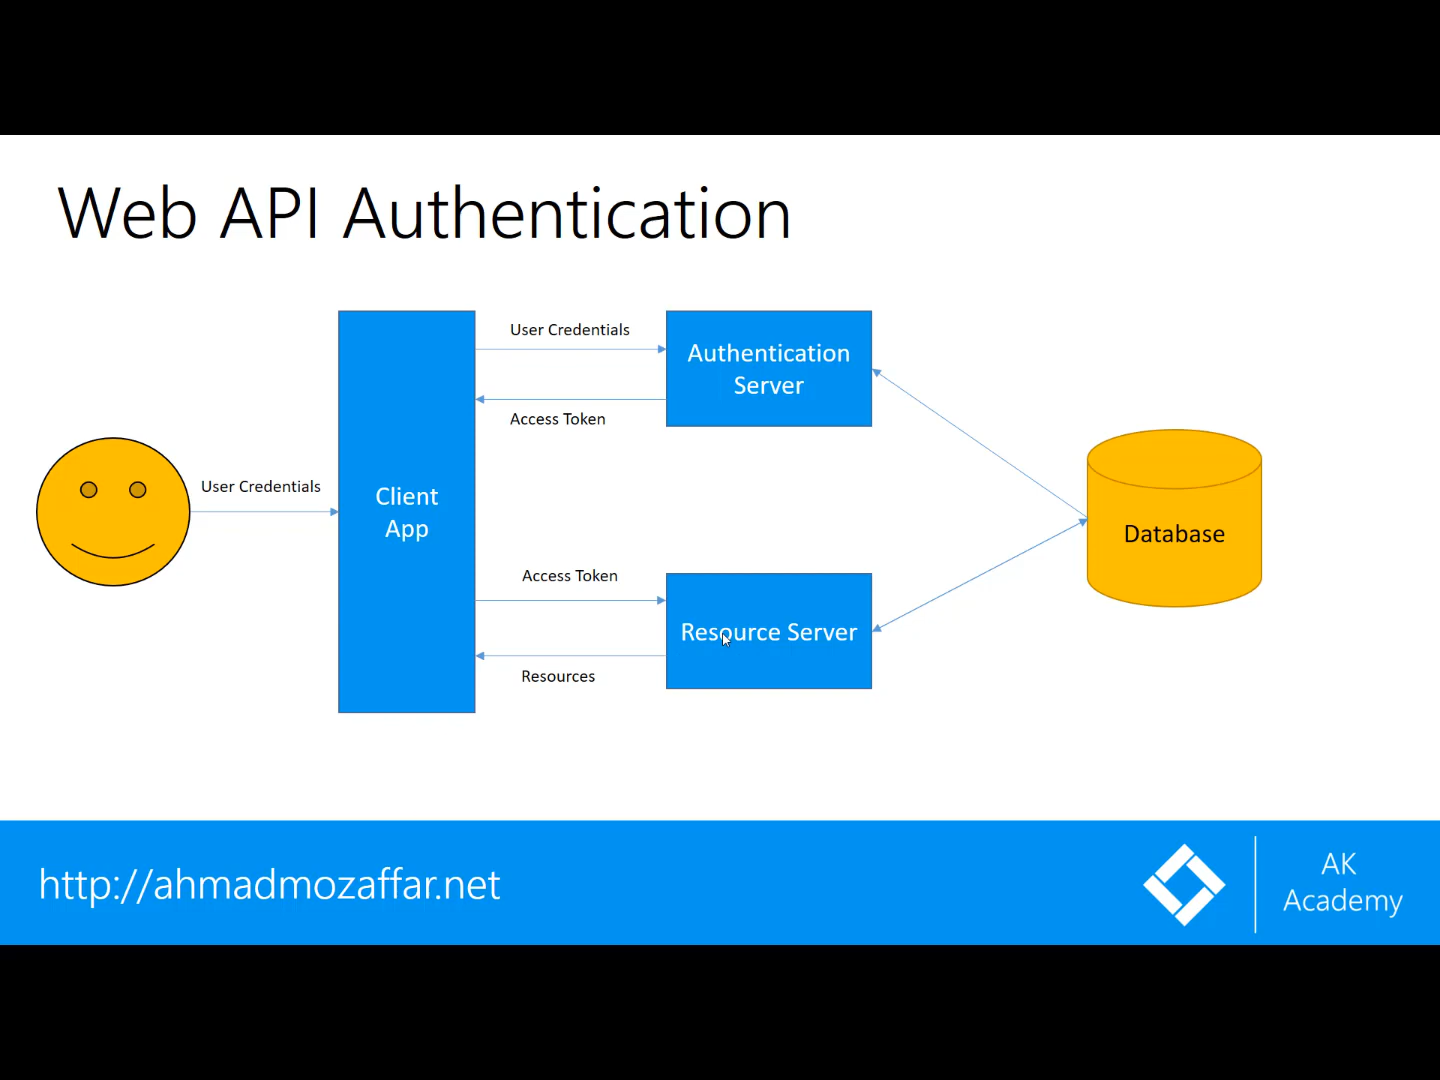 Web API Authentication
User Credentials
Authentication
Server
Access Token
User Credentials
Client
App
Database
Access Token
Resource Server
Resources
http://ahmadmozaffar.net
AK
Academy